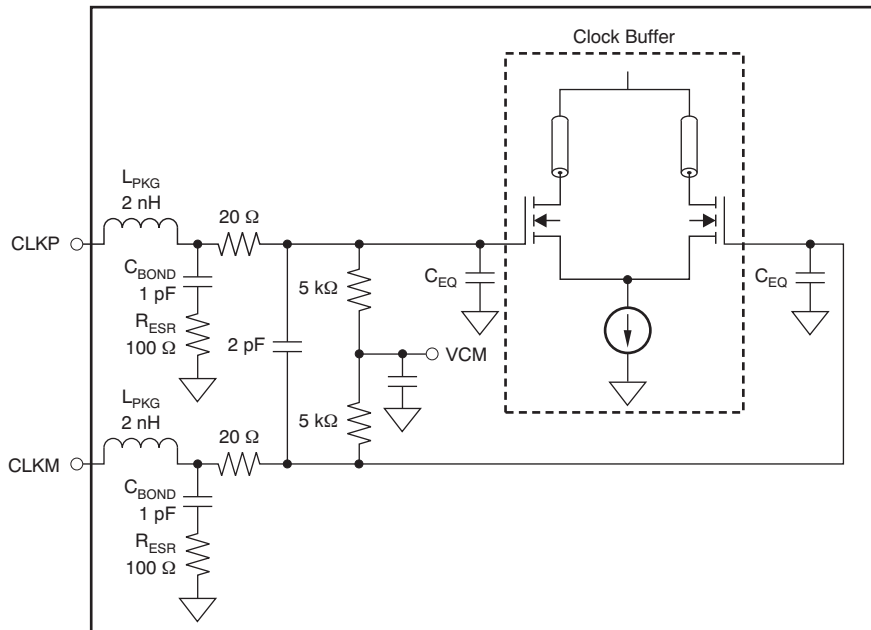 Clock Buffer
L_PKG
2 nH
20 Ω
CLKP
C_BOND
1 pF
R_ESR
100 Ω
5 kΩ
2 pF
C_EQ
C_EQ
VCM
L_PKG
2 nH
20 Ω
5 kΩ
CLKM
C_BOND
1 pF
R_ESR
100 Ω